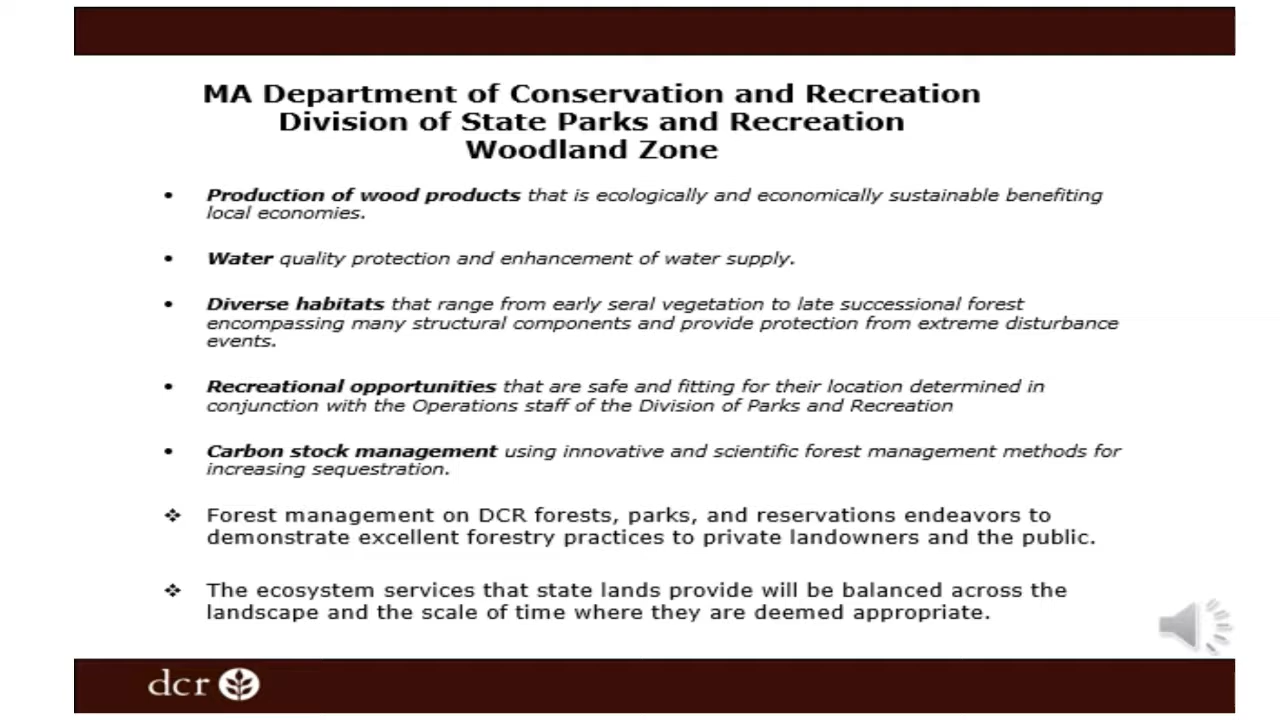 MA Department of Conservation and Recreation
Division of State Parks and Recreation
Woodland Zone
• Production of wood products that is ecologically and economically sustainable benefiting
local economies.
• Water quality protection and enhancement of water supply.
• Diverse habitats that range from early seral vegetation to late successional forest
encompassing many structural components and provide protection from extreme disturbance
events.
• Recreational opportunities that are safe and fitting for their location determined in
conjunction with the Operations staff of the Division of Parks and Recreation
• Carbon stock management using innovative and scientific forest management methods for
increasing sequestration.
❖ Forest management on DCR forests, parks, and reservations endeavors to
demonstrate excellent forestry practices to private landowners and the public.
❖ The ecosystem services that state lands provide will be balanced across the
landscape and the scale of time where they are deemed appropriate.
dcr